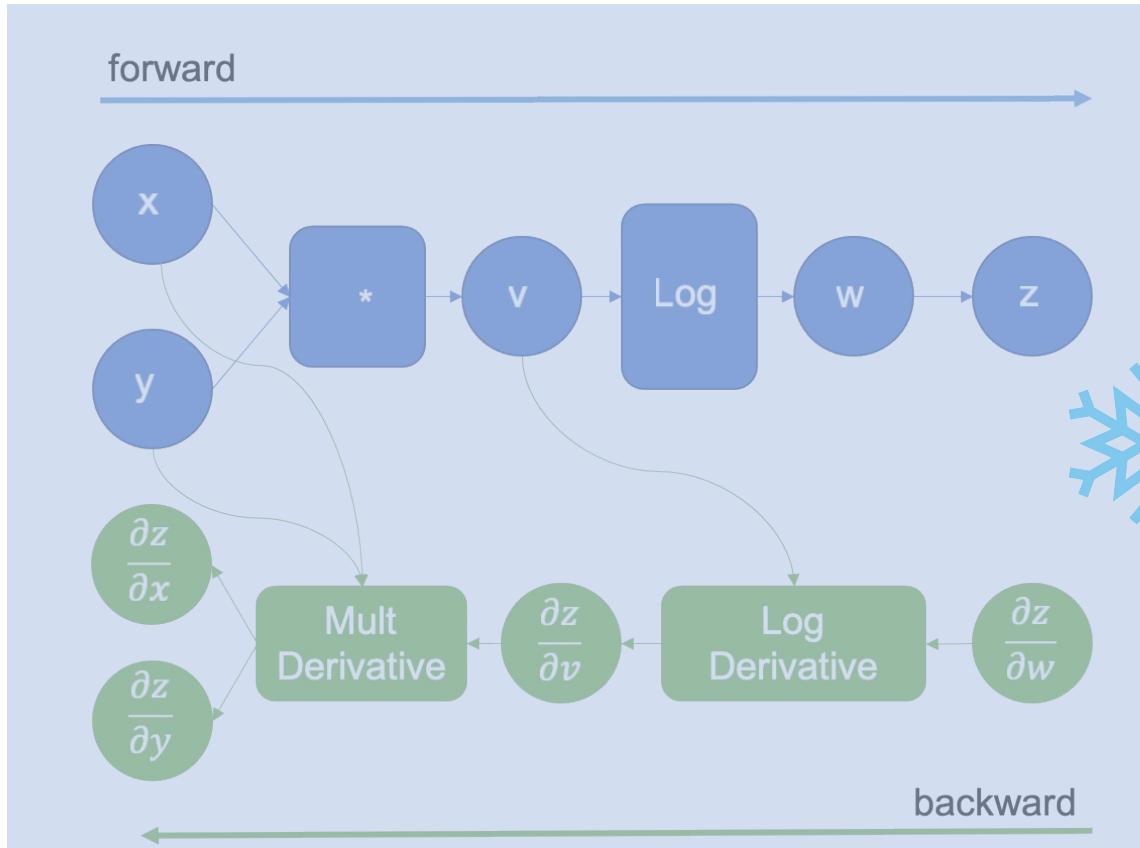 forward
x
*
v
Log
w
z
y
∂z
∂x
Mult
Derivative
∂z
∂v
Log
Derivative
∂z
∂w
∂z
∂y
backward